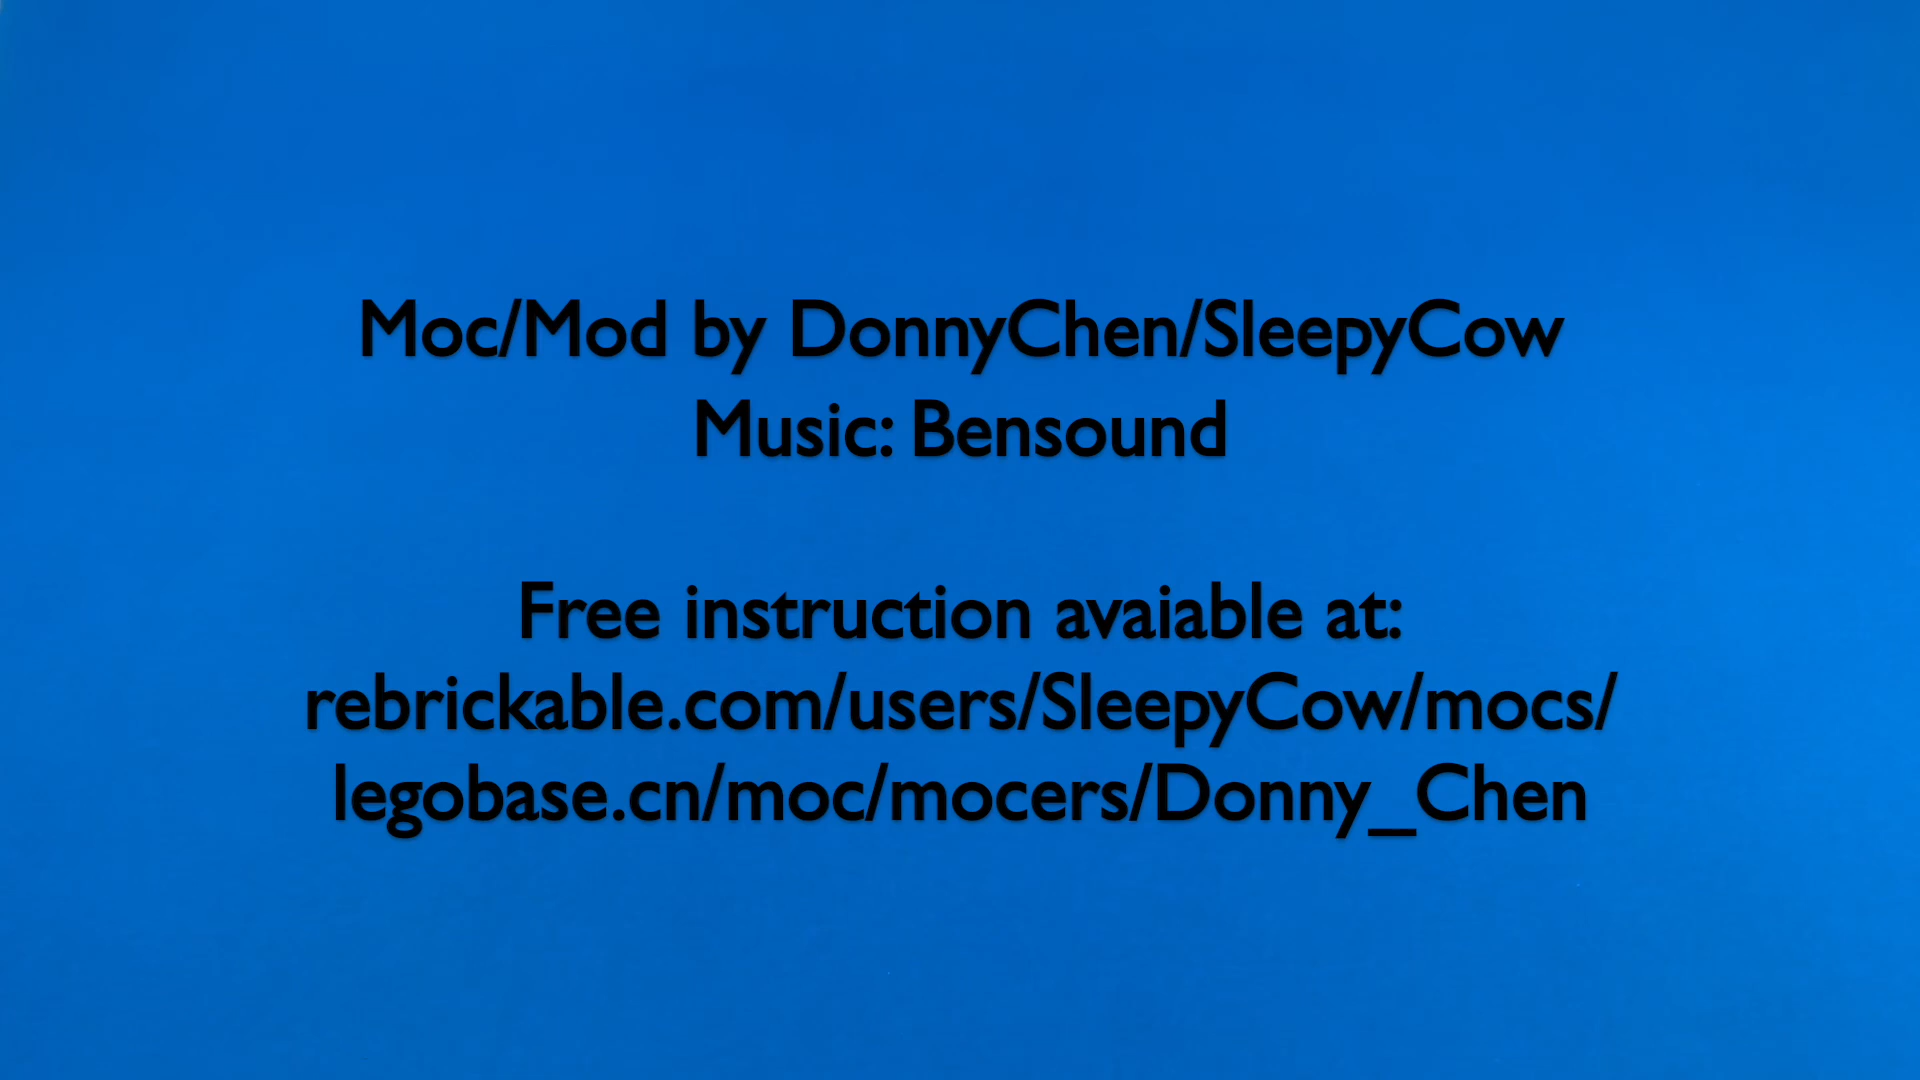 Moc/Mod by DonnyChen/SleepyCow
Music: Bensound
Free instruction avaiable at:
rebrickable.com/users/SleepyCow/mocs/
legobase.cn/moc/mocers/Donny_Chen